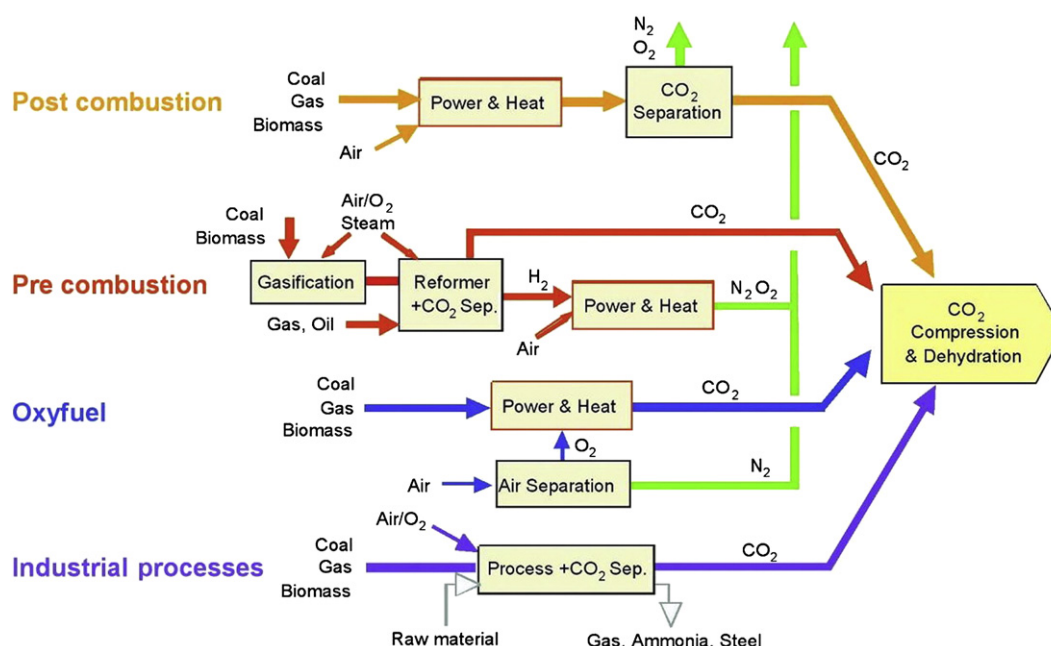 N₂
O₂
Post combustion
Coal
Gas
Biomass
Air
Power & Heat
CO₂
Separation
CO₂
Pre combustion
Coal
Biomass
Air/O₂
Steam
Gasification
Gas, Oil
Reformer
+CO₂ Sep.
CO₂
H₂
Air
Power & Heat
N₂O₂
CO₂
Compression
& Dehydration
Oxyfuel
Coal
Gas
Biomass
Power & Heat
CO₂
O₂
Air
Air Separation
N₂
Industrial processes
Air/O₂
Coal
Gas
Biomass
Process +CO₂ Sep.
CO₂
Raw material
Gas, Ammonia, Steel